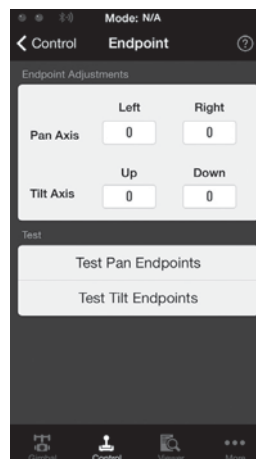 Mode: N/A
Control Endpoint ?
Endpoint Adjustments
Left Right
Pan Axis 0 0
Up Down
Tilt Axis 0 0
Test
Test Pan Endpoints
Test Tilt Endpoints
Gimbal Control Viewer More